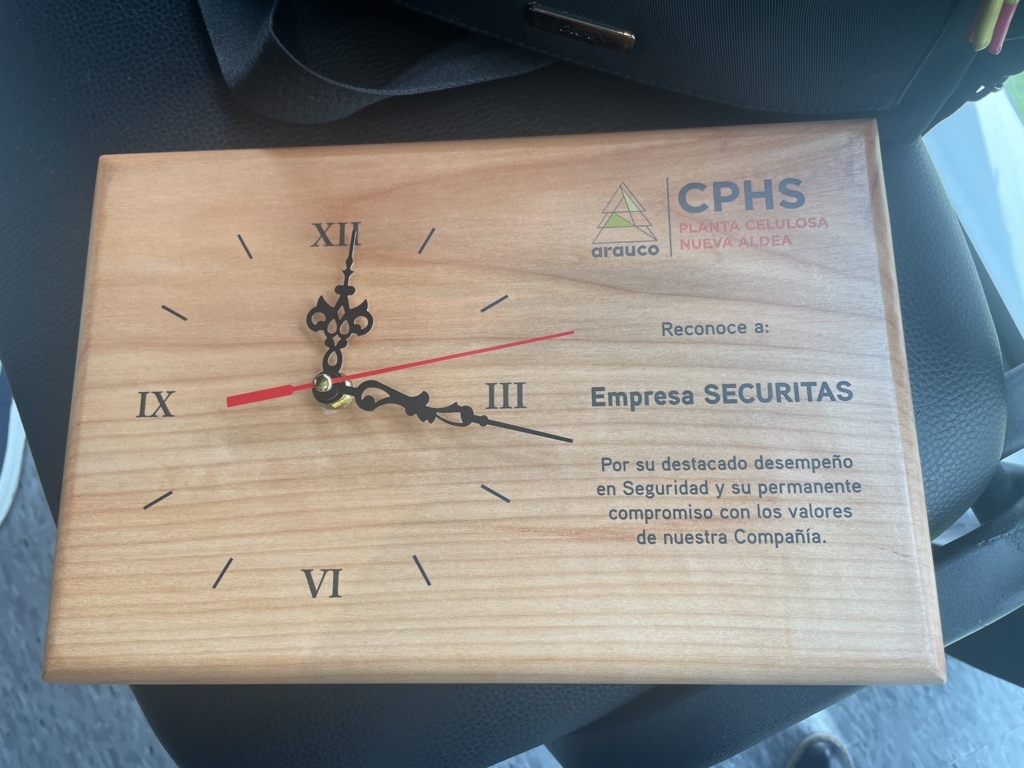 XII
III
VI
IX
arauco
CPHS
PLANTA CELULOSA
NUEVA ALDEA
Reconoce a:
Empresa SECURITAS
Por su destacado desempeño
en Seguridad y su permanente
compromiso con los valores
de nuestra Compañía.